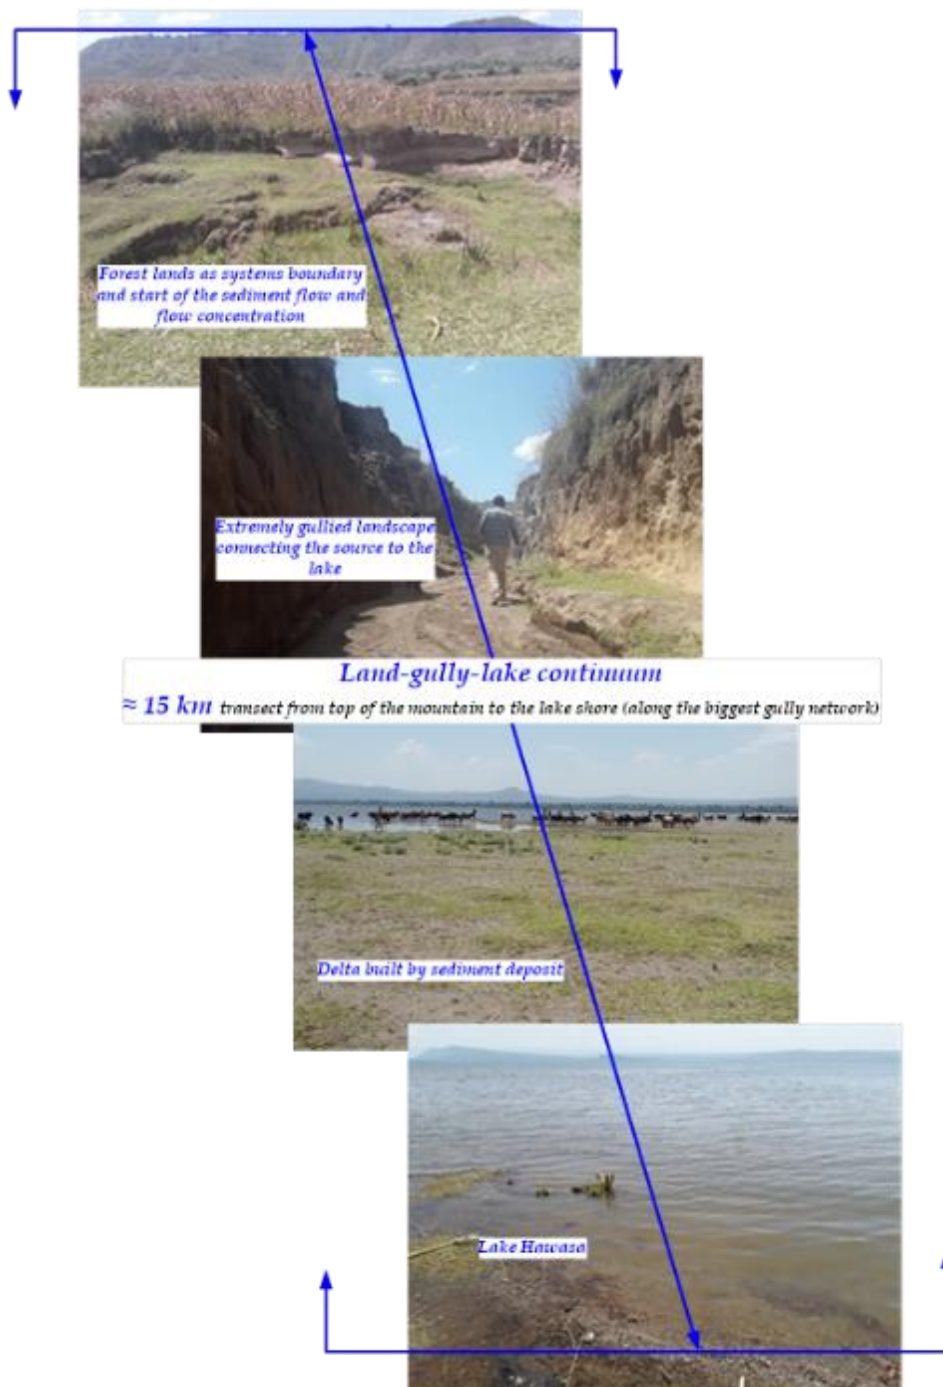 Forest lands as systems boundary
and start of the sediment flow and
flow concentration
Extremely gullied landscape
connecting the source to the
lake
Land-gully-lake continuum
≈ 15 km transect from top of the mountain to the lake shore (along the biggest gully network)
Delta built by sediment deposit
Lake Hawasa